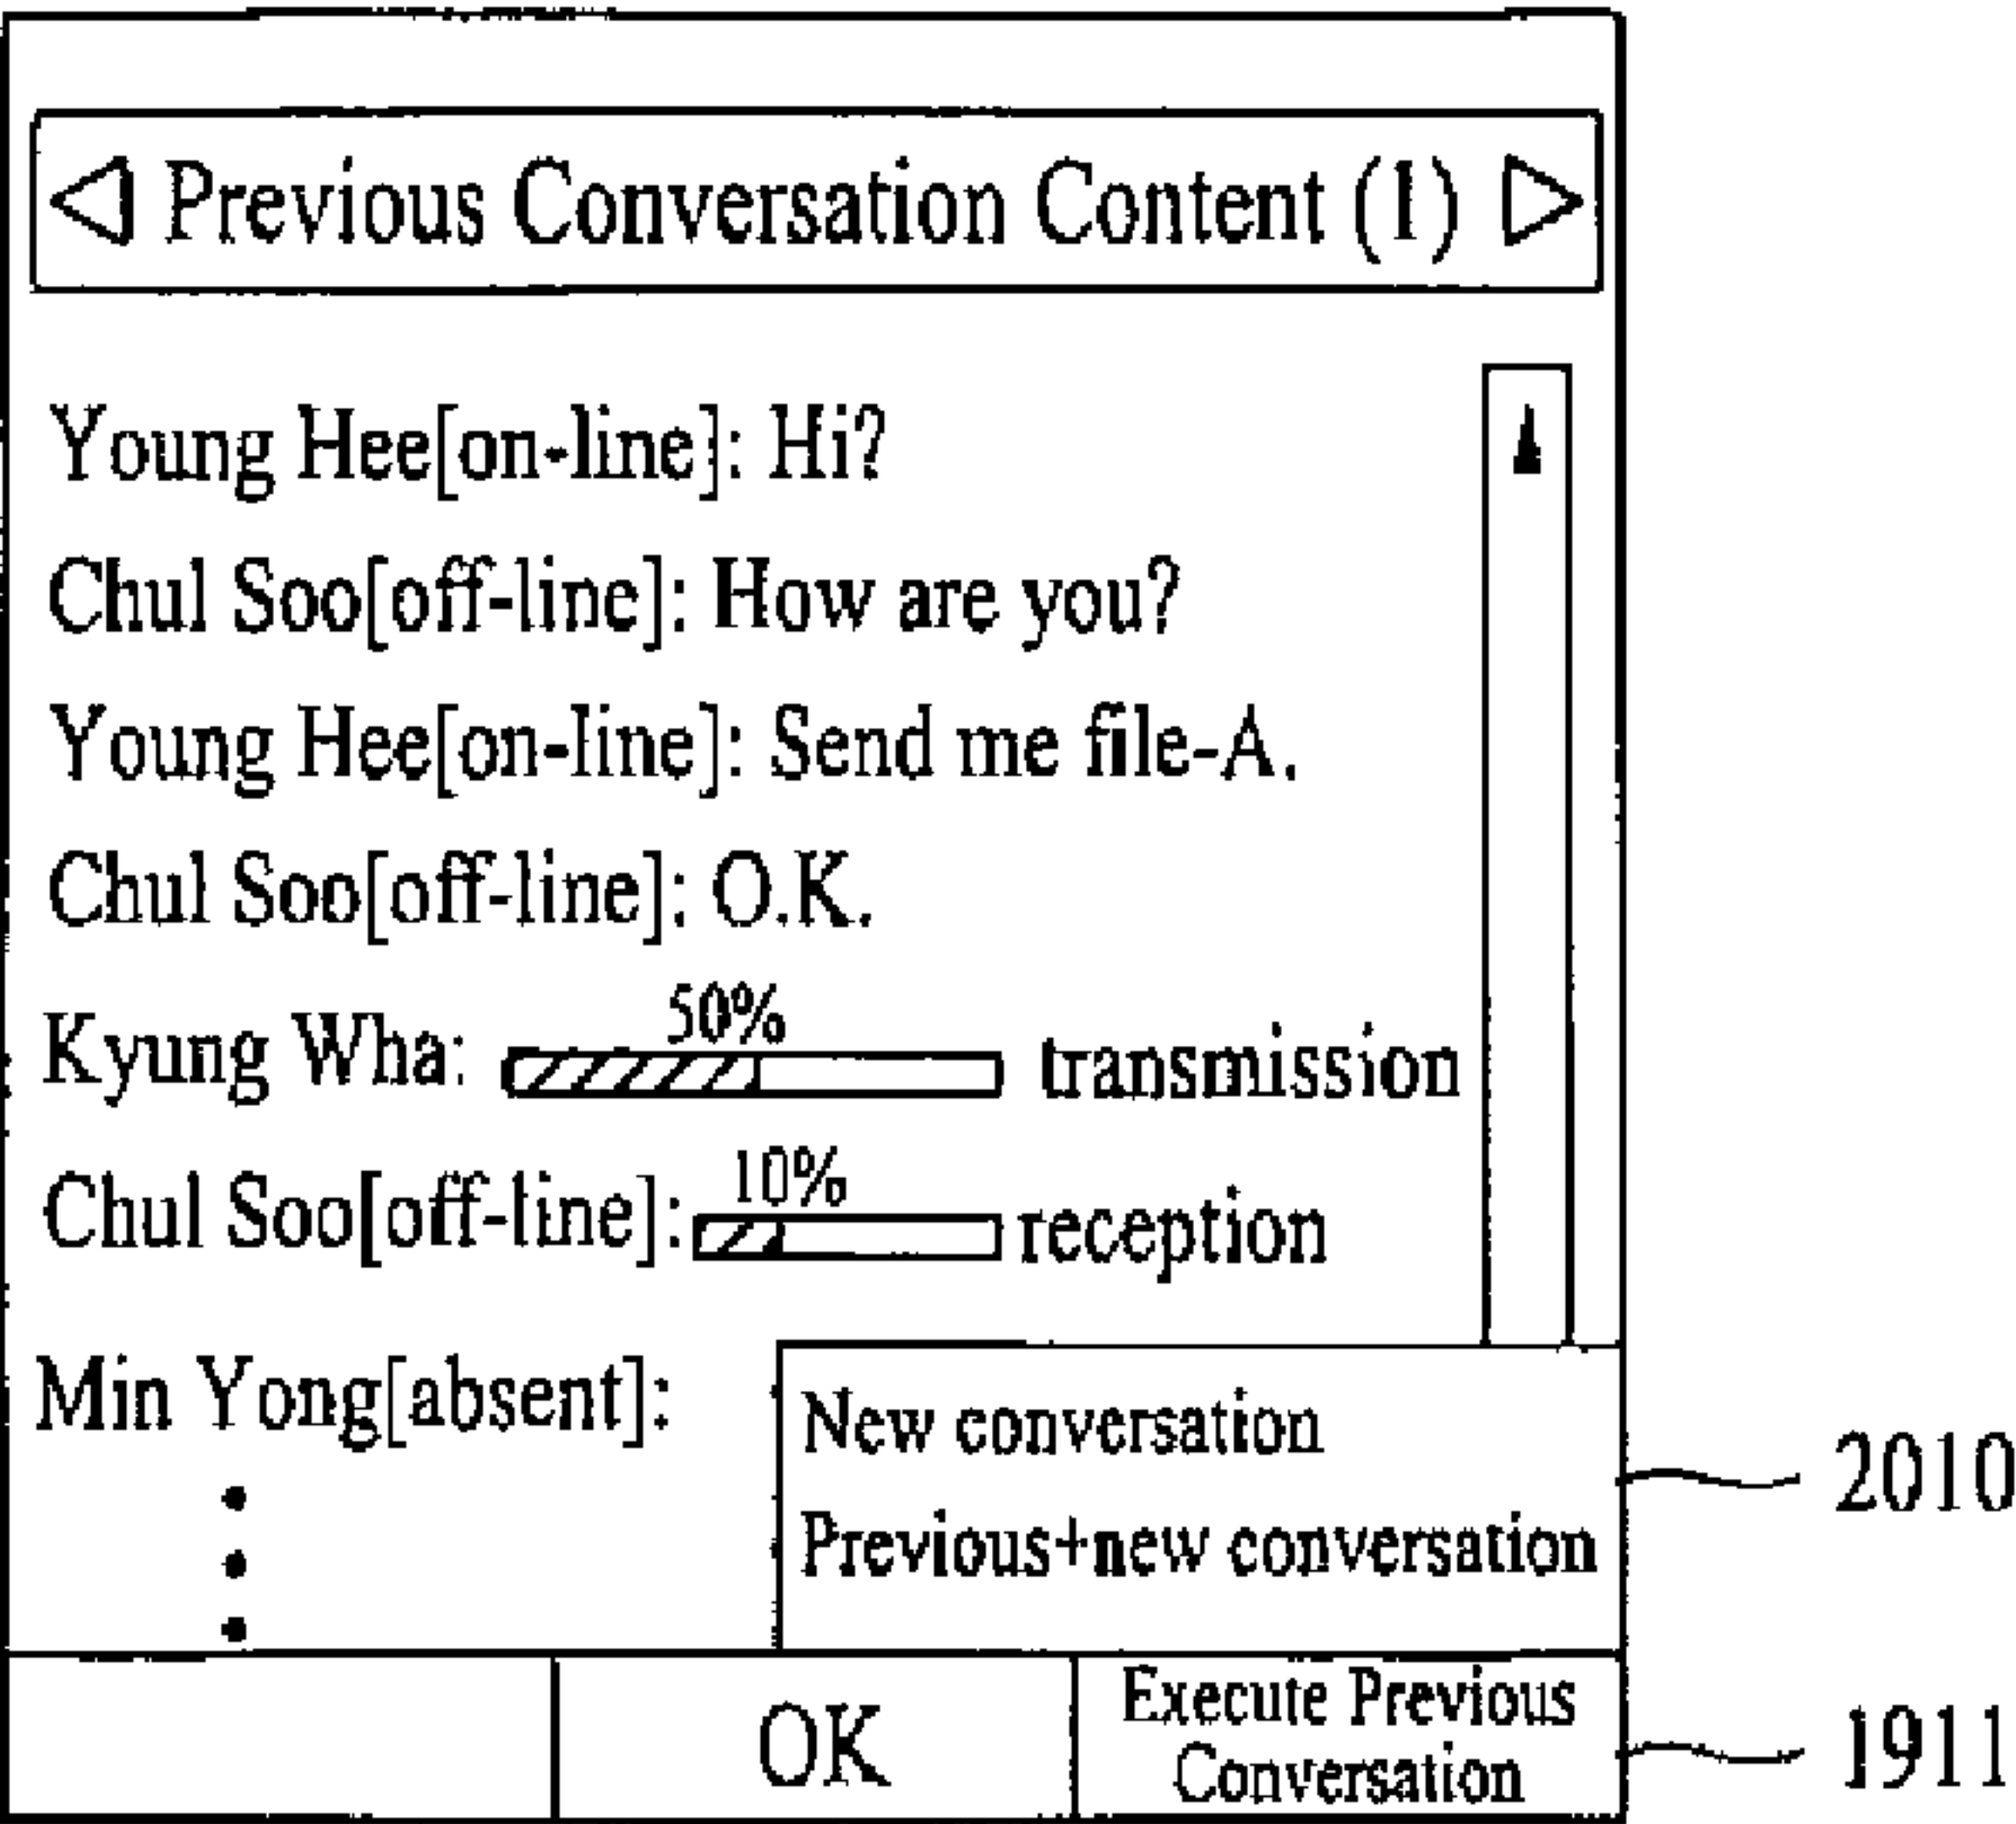 Previous Conversation Content (1)
Young Hee[on-line]: Hi?
Chul Soo[off-line]: How are you?
Young Hee[on-line]: Send me file-A.
Chul Soo[off-line]: O.K.
50%
Kyung Wha: transmission
10%
Chul Soo[off-line]: reception
Min Yong[absent]:
New conversation
2010
Previous+new conversation
OK
Execute Previous
Conversation
1911